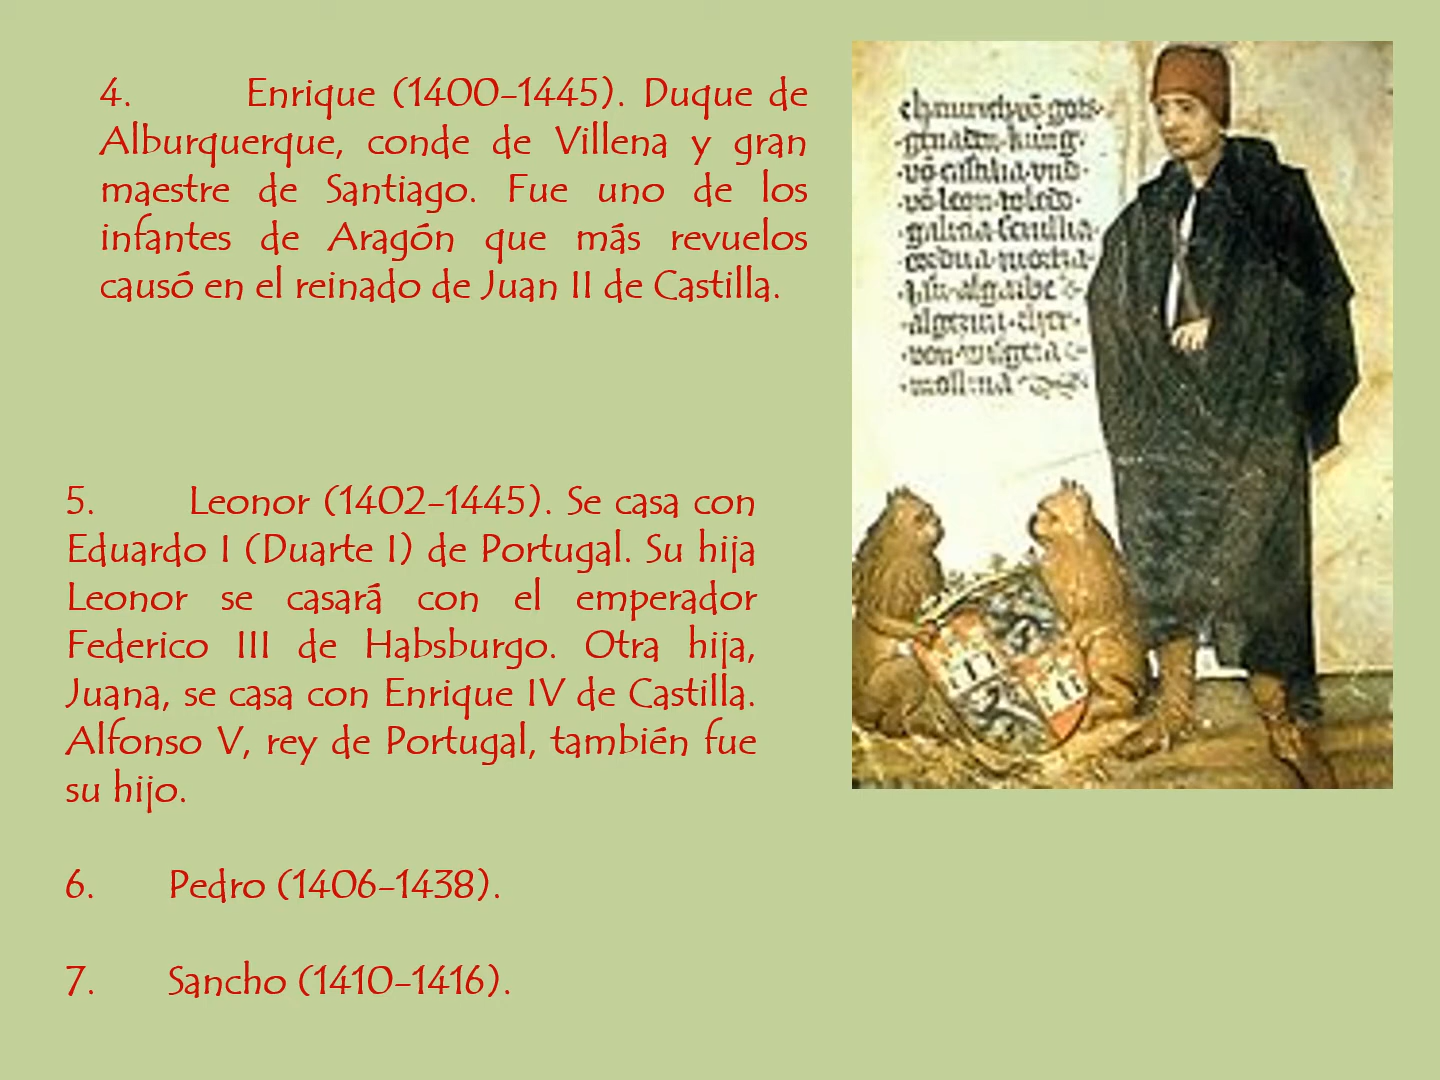 4. Enrique (1400-1445). Duque de
Alburquerque, conde de Villena y gran
maestre de Santiago. Fue uno de los
infantes de Aragón que más revuelos
causó en el reinado de Juan II de Castilla.
5. Leonor (1402-1445). Se casa con
Eduardo I (Duarte I) de Portugal. Su hija
Leonor se casará con el emperador
Federico III de Habsburgo. Otra hija,
Juana, se casa con Enrique IV de Castilla.
Alfonso V, rey de Portugal, también fue
su hijo.
6. Pedro (1406-1438).
7. Sancho (1410-1416).